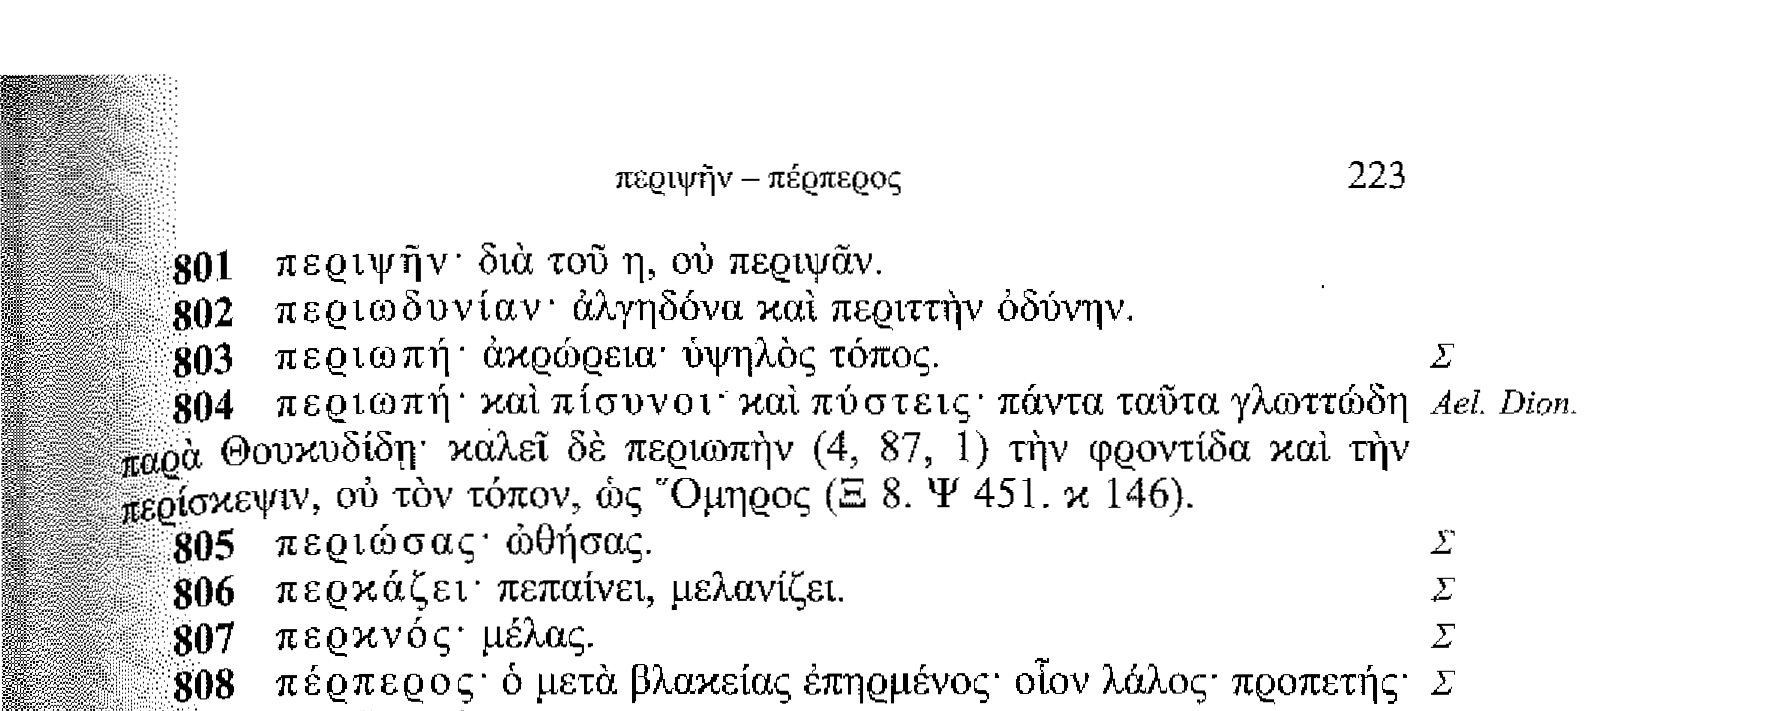 περιψῆν – πέρπερος 223
801 περιψῆν· διὰ τοῦ η, οὐ περιψᾶν.
802 περιωδυνίαν· ἀλγηδόνα καὶ περιττὴν ὀδύνην.
803 περιωπή· ἀκρώρεια· ὑψηλὸς τόπος. Σ
804 περιωπή· καὶ πίσυνοι· καὶ πύστεις· πάντα ταῦτα γλωττώδη Ael. Dion.
παρὰ Θουκυδίδῃ· καλεῖ δὲ περιωπὴν (4, 87, 1) τὴν φροντίδα καὶ τὴν
περίσκεψιν, οὐ τὸν τόπον, ὡς Ὅμηρος (Ξ 8. Ψ 451. κ 146).
805 περιώσας· ὠθήσας. Σ
806 περκάζει· πεπαίνει, μελανίζει. Σ
807 περκνός· μέλας. Σ
808 πέρπερος· ὁ μετὰ βλακείας ἐπηρμένος· οἷον λάλος· προπετής· Σ